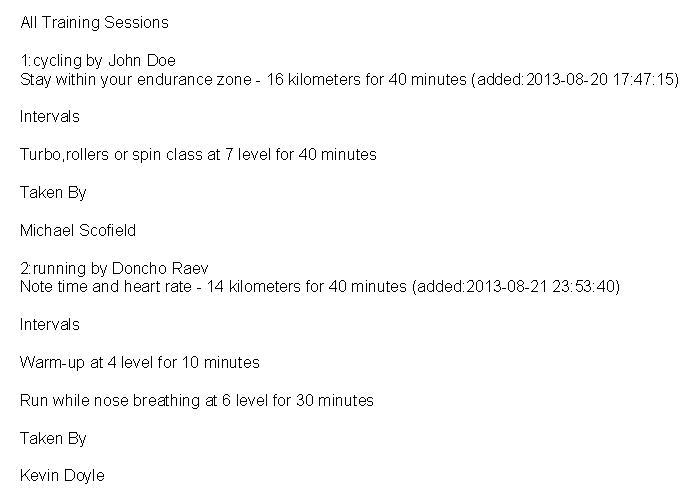 All Training Sessions
1:cycling by John Doe
Stay within your endurance zone - 16 kilometers for 40 minutes (added:2013-08-20 17:47:15)
Intervals
Turbo,rollers or spin class at 7 level for 40 minutes
Taken By
Michael Scofield
2:running by Doncho Raev
Note time and heart rate - 14 kilometers for 40 minutes (added:2013-08-21 23:53:40)
Intervals
Warm-up at 4 level for 10 minutes
Run while nose breathing at 6 level for 30 minutes
Taken By
Kevin Doyle